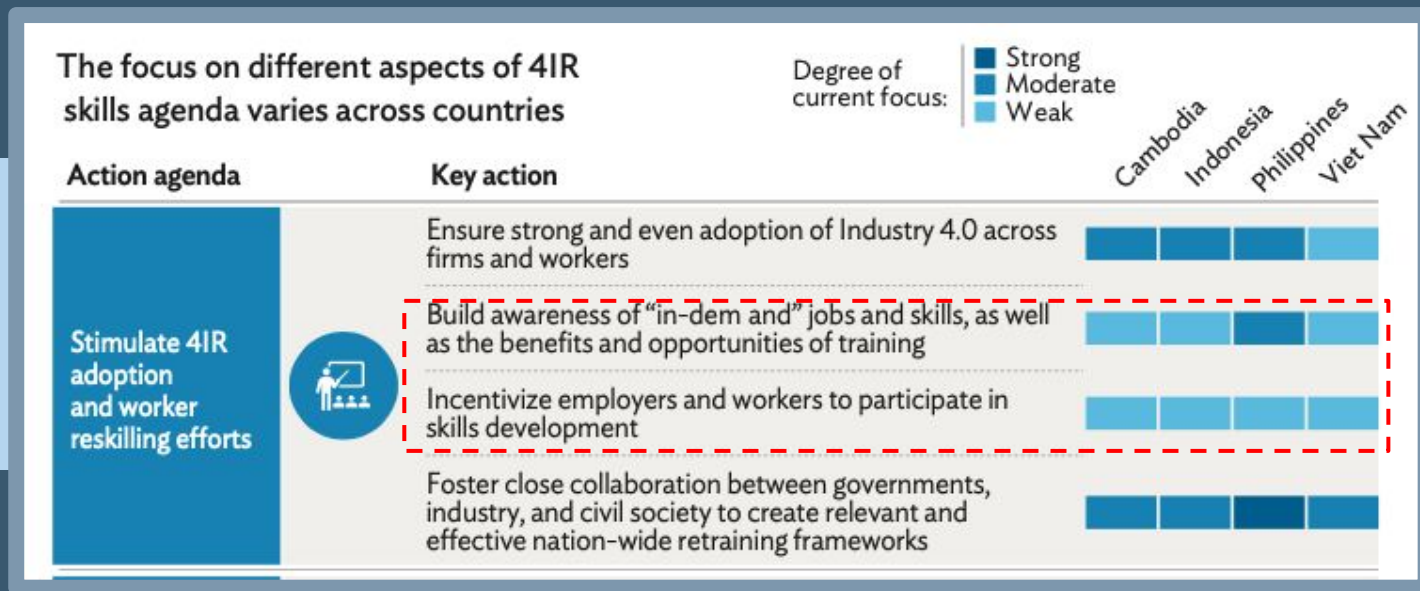 The focus on different aspects of 4IR
skills agenda varies across countries
Degree of
current focus:
Strong
Moderate
Weak
Cambodia
Indonesia
Philippines
Viet Nam
Action agenda
Key action
Stimulate 4IR
adoption
and worker
reskilling efforts
Ensure strong and even adoption of Industry 4.0 across
firms and workers
Build awareness of “in-dem and” jobs and skills, as well
as the benefits and opportunities of training
Incentivize employers and workers to participate in
skills development
Foster close collaboration between governments,
industry, and civil society to create relevant and
effective nation-wide retraining frameworks